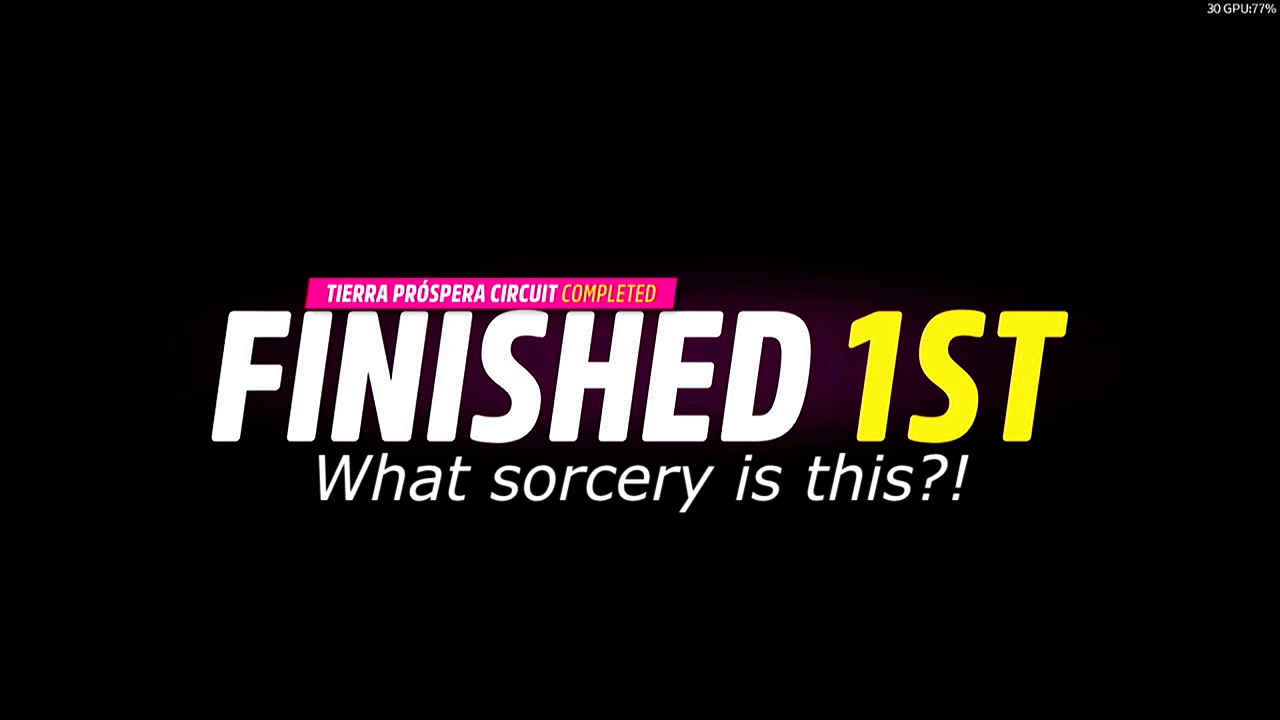 30 GPU:77%
TIERRA PRÓSPERA CIRCUIT COMPLETED
FINISHED 1ST
What sorcery is this?!